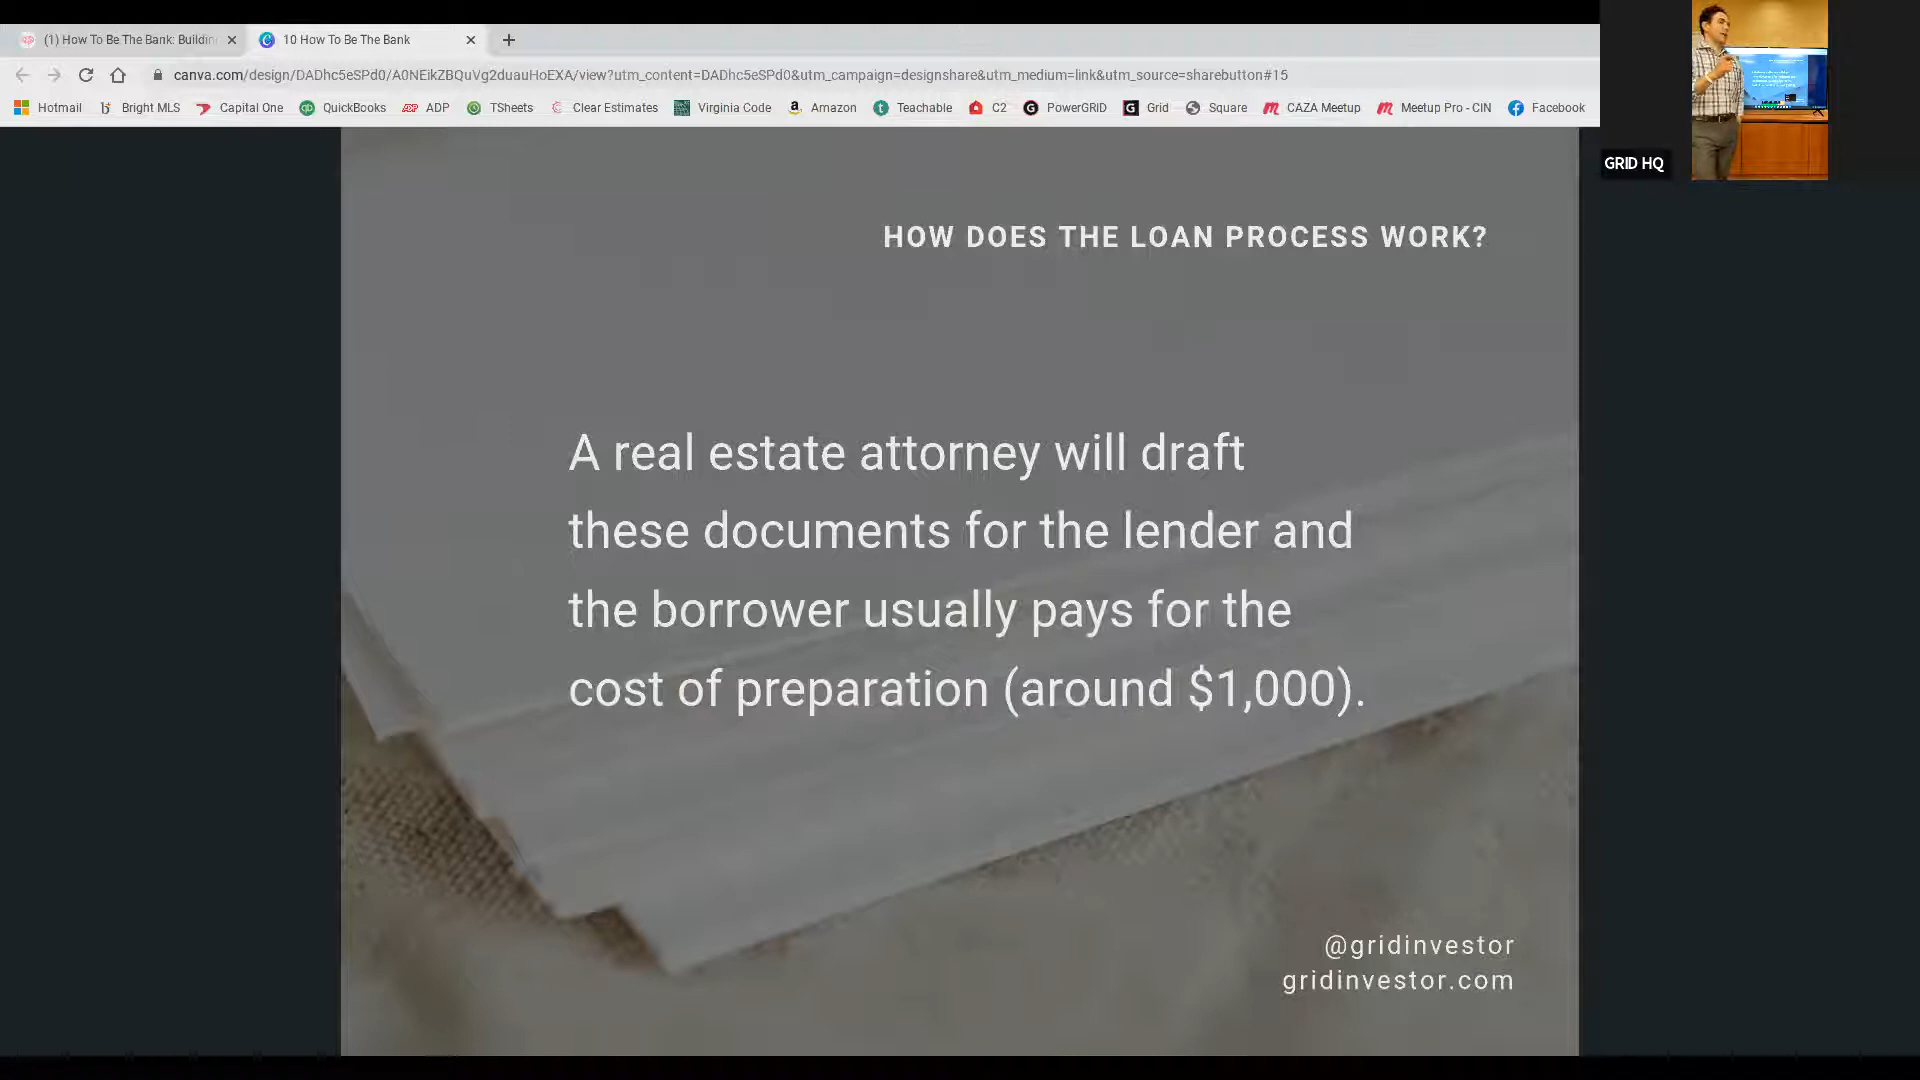 (1) How To Be The Bank: Buildin
10 How To Be The Bank
canva.com/design/DADhc5eSPd0/A0NEikZBQuVg2duauHoEXA/view?utm_content=DADhc5eSPd0&utm_campaign=designshare&utm_medium=link&utm_source=sharebutton#15
Hotmail Bright MLS Capital One QuickBooks ADP TSheets Clear Estimates Virginia Code Amazon Teachable C2 PowerGRID Grid Square CAZA Meetup Meetup Pro - CIN Facebook
GRID HQ
HOW DOES THE LOAN PROCESS WORK?
A real estate attorney will draft
these documents for the lender and
the borrower usually pays for the
cost of preparation (around $1,000).
@gridinvestor
gridinvestor.com